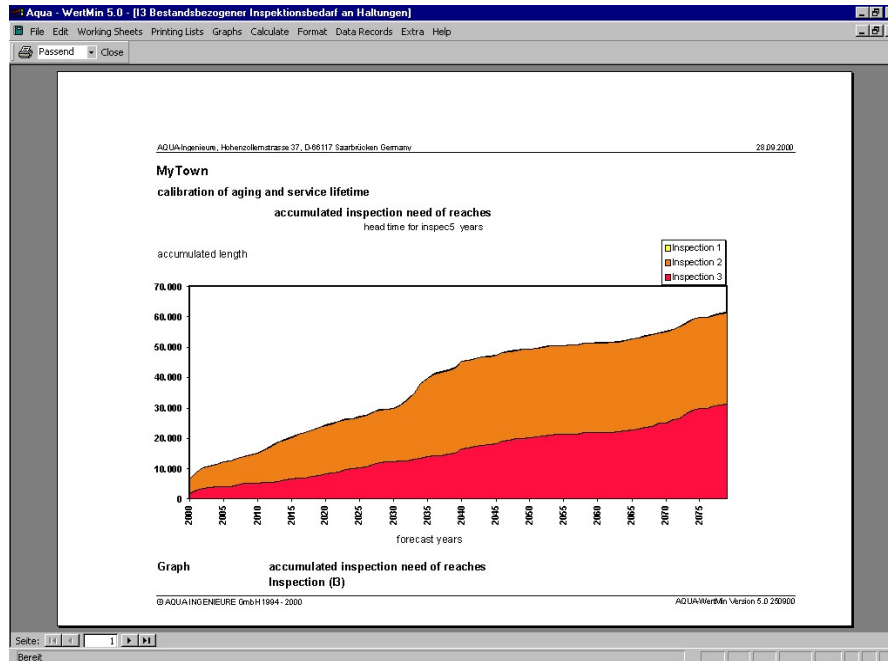 Aqua - WertMin 5.0 - [I3 Bestandsbezogener Inspektionsbedarf an Haltungen]
File Edit Working Sheets Printing Lists Graphs Calculate Format Data Records Extra Help
Passend Close
AQUA-Ingenieure, Hohenzollernstrasse 37, D-66117 Saarbrücken Germany 28.09.2000
MyTown
calibration of aging and service lifetime
accumulated inspection need of reaches
head time for inspec5 years
accumulated length
Inspection 1
Inspection 2
Inspection 3
70.000
60.000
50.000
40.000
30.000
20.000
10.000
0
2000 2005 2010 2015 2020 2025 2030 2035 2040 2045 2050 2055 2060 2065 2070 2075
forecast years
Graph accumulated inspection need of reaches
Inspection (I3)
© AQUA-INGENIEURE GmbH 1994 - 2000 AQUA-WertMin Version 5.0 250900
Seite: 1
Bereit